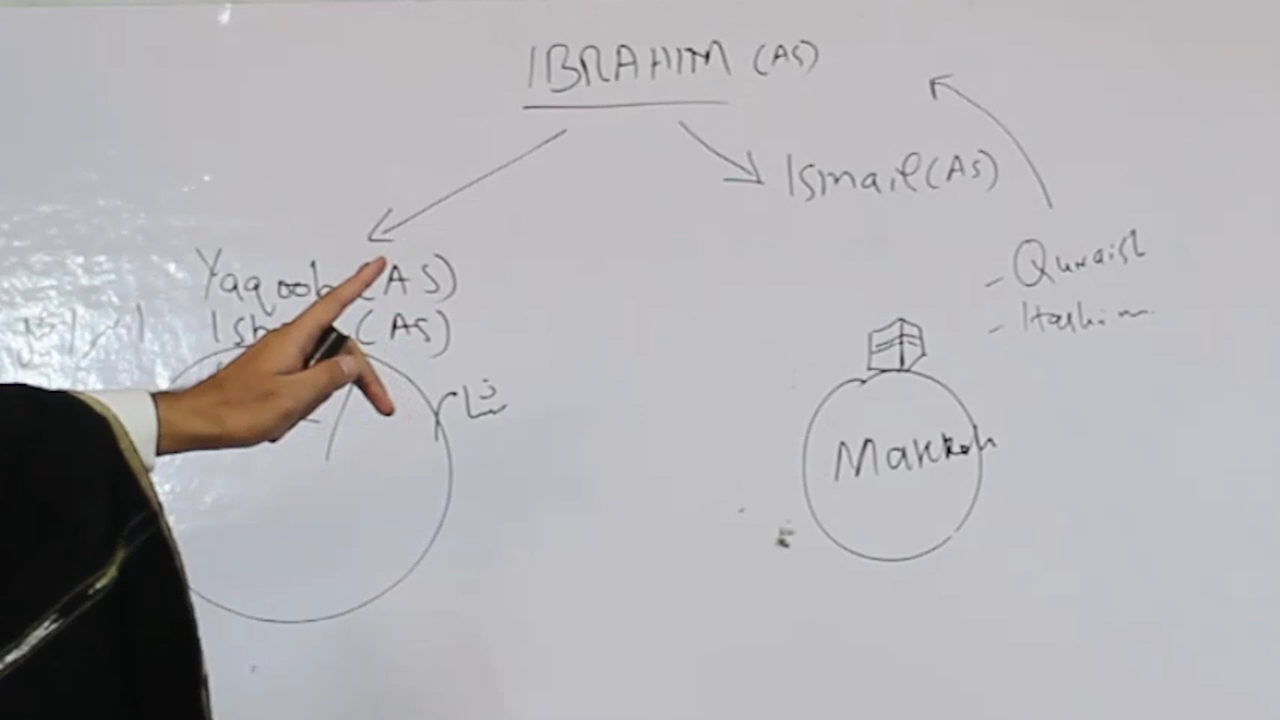 IBRAHIM (AS)
Ismail (AS)
Yaqoob (AS)
(AS)
- Quraish
- Hashim
Makkah